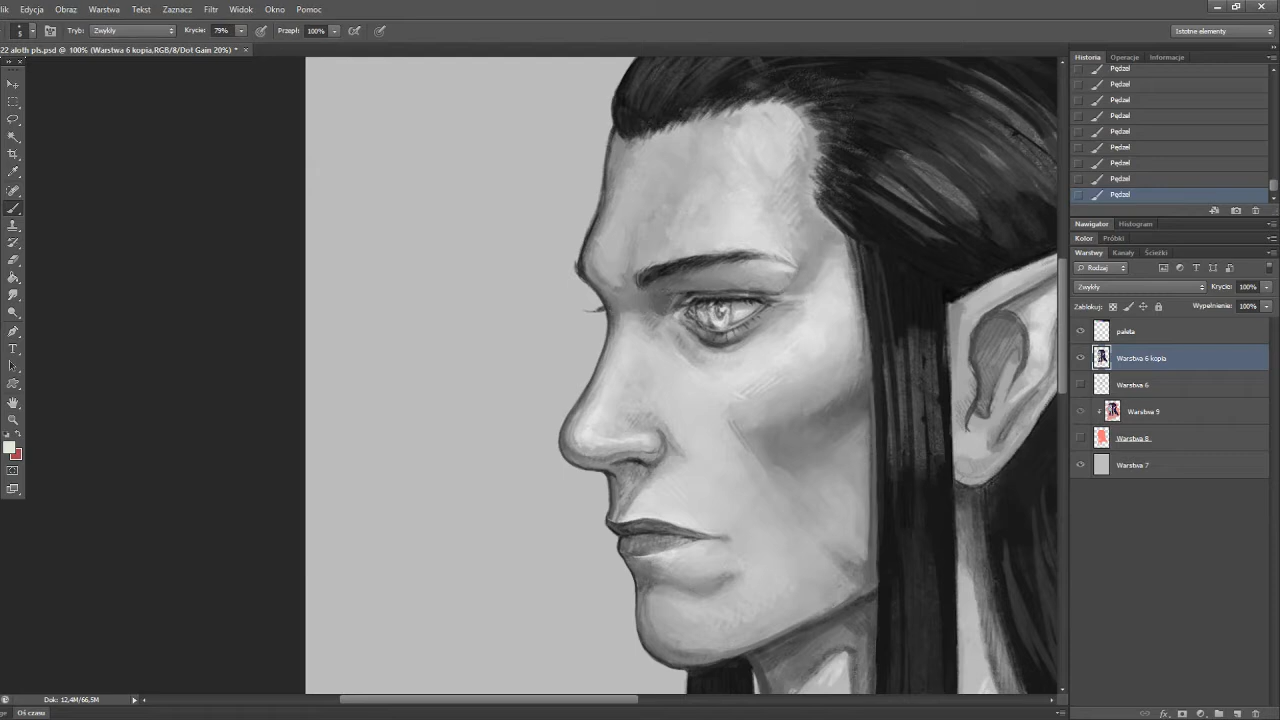 lik Edycja Obraz Warstwa Tekst Zaznacz Filtr Widok Okno Pomoc
5 Tryb: Zwykły Krycie: 79% Przepł: 100% Istotne elementy
22 aloth pls.psd @ 100% (Warstwa 6 kopia,RGB/8/Dot Gain 20%) * ×
Historia Operacje Informacje
Pędzel
Pędzel
Pędzel
Pędzel
Pędzel
Pędzel
Pędzel
Pędzel
Pędzel
Nawigator Histogram
Kolor Próbki
Warstwy Kanały Ścieżki
Rodzaj
Zwykły Krycie: 100%
Zablokuj: Wypełnienie: 100%
paleta
Warstwa 6 kopia
Warstwa 6
Warstwa 9
Warstwa 8
Warstwa 7
Dok: 12,4M/66,5M
Oś czasu